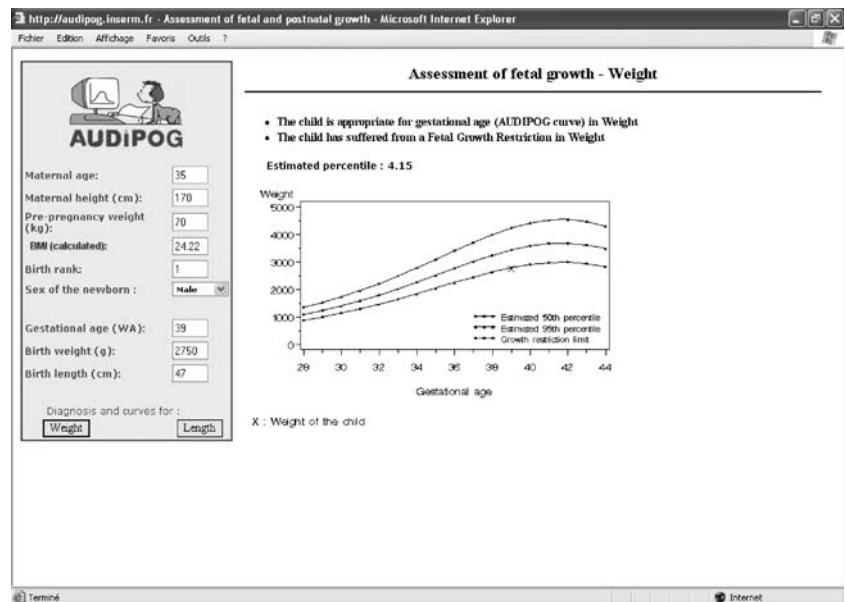 http://audipog.inserm.fr - Assessment of fetal and postnatal growth - Microsoft Internet Explorer
Fichier Edition Affichage Favoris Outils ?
AUDiPOG
Maternal age: 35
Maternal height (cm): 170
Pre-pregnancy weight
(kg): 70
BMI (calculated): 24.22
Birth rank: 1
Sex of the newborn : Male
Gestational age (WA): 39
Birth weight (g): 2750
Birth length (cm): 47
Diagnosis and curves for :
Weight Length
Assessment of fetal growth - Weight
• The child is appropriate for gestational age (AUDIPOG curve) in Weight
• The child has suffered from a Fetal Growth Restriction in Weight
Estimated percentile : 4.15
Weight
5000
4000
3000
2000
1000
0
Estimated 50th percentile
Estimated 95th percentile
Growth restriction limit
28 30 32 34 36 38 40 42 44
Gestational age
X : Weight of the child
Terminé Internet